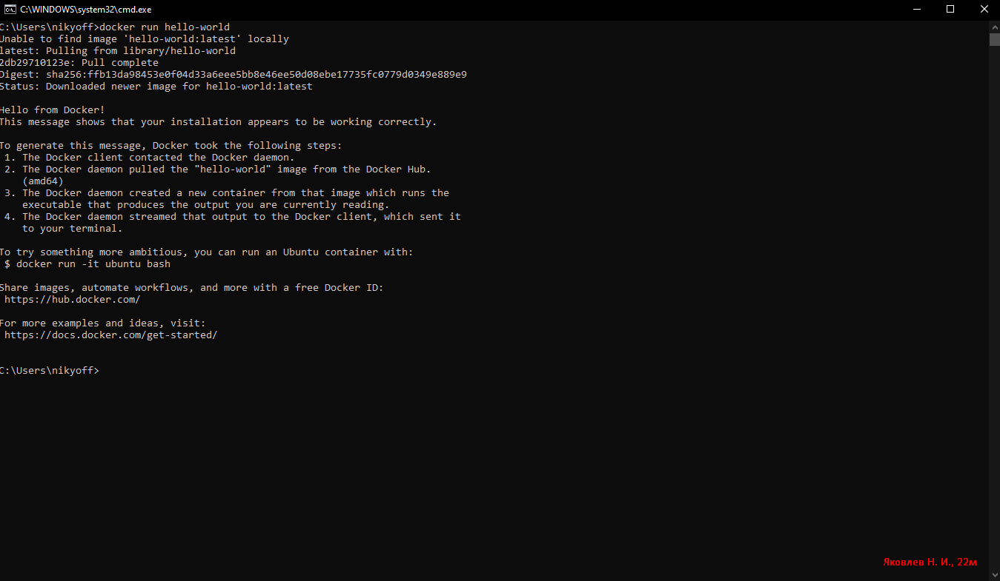 C:\WINDOWS\system32\cmd.exe
C:\Users\nikyoff>docker run hello-world
Unable to find image 'hello-world:latest' locally
latest: Pulling from library/hello-world
2db29710123e: Pull complete
Digest: sha256:ffb13da98453e0f04d33a6eee5bb8e46ee50d08ebe17735fc0779d0349e889e9
Status: Downloaded newer image for hello-world:latest
Hello from Docker!
This message shows that your installation appears to be working correctly.
To generate this message, Docker took the following steps:
1. The Docker client contacted the Docker daemon.
2. The Docker daemon pulled the "hello-world" image from the Docker Hub.
(amd64)
3. The Docker daemon created a new container from that image which runs the
executable that produces the output you are currently reading.
4. The Docker daemon streamed that output to the Docker client, which sent it
to your terminal.
To try something more ambitious, you can run an Ubuntu container with:
$ docker run -it ubuntu bash
Share images, automate workflows, and more with a free Docker ID:
https://hub.docker.com/
For more examples and ideas, visit:
https://docs.docker.com/get-started/
C:\Users\nikyoff>
Яковлев Н. И., 22м